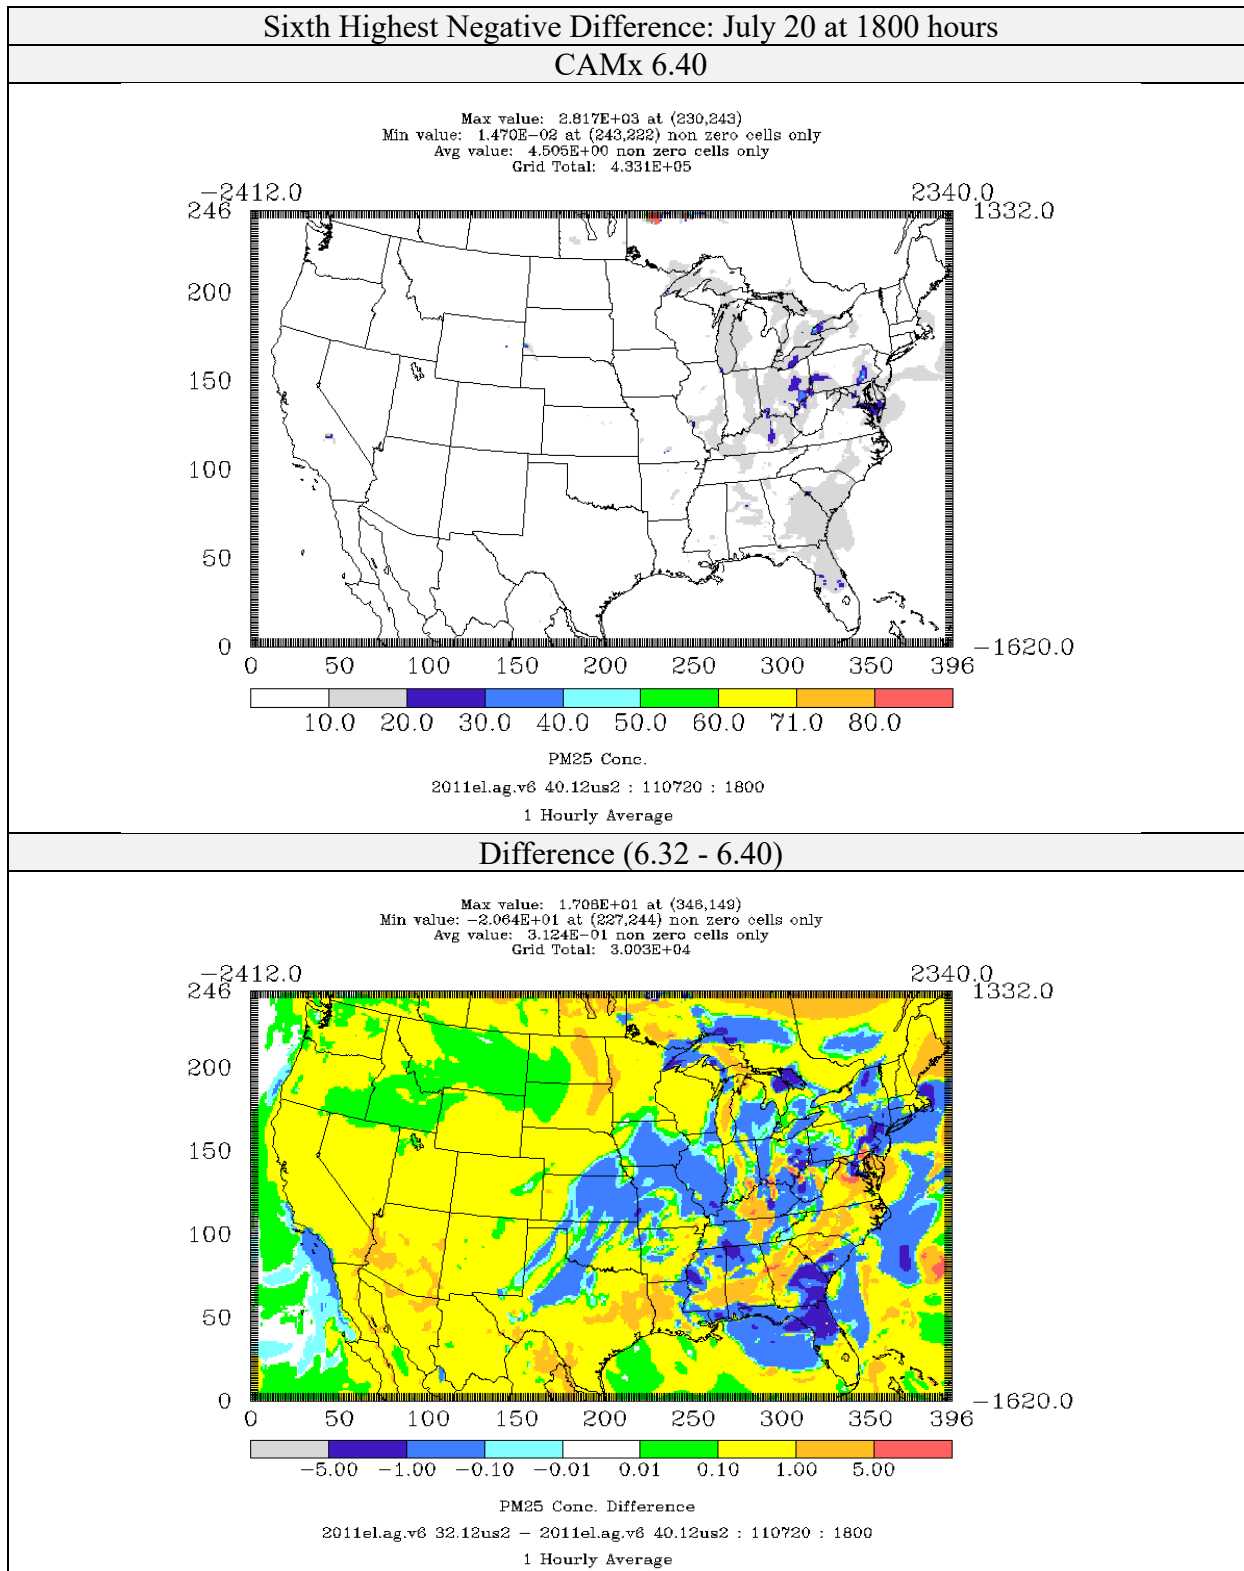 Sixth Highest Negative Difference: July 20 at 1800 hours
CAMx 6.40
Max value: 2.817E+03 at (230,243)
Min value: 1.470E-02 at (243,222) non zero cells only
Avg value: 4.505E+00 non zero cells only
Grid Total: 4.331E+05
-2412.0 2340.0
246 1332.0
200
150
100
50
0 -1620.0
0 50 100 150 200 250 300 350 396
10.0 20.0 30.0 40.0 50.0 60.0 71.0 80.0
PM25 Conc.
2011el.ag.v6 40.12us2 : 110720 : 1800
1 Hourly Average
Difference (6.32 - 6.40)
Max value: 1.706E+01 at (346,149)
Min value: -2.064E+01 at (227,244) non zero cells only
Avg value: 3.124E-01 non zero cells only
Grid Total: 3.003E+04
-2412.0 2340.0
246 1332.0
200
150
100
50
0 -1620.0
0 50 100 150 200 250 300 350 396
-5.00 -1.00 -0.10 -0.01 0.01 0.10 1.00 5.00
PM25 Conc. Difference
2011el.ag.v6 32.12us2 - 2011el.ag.v6 40.12us2 : 110720 : 1800
1 Hourly Average